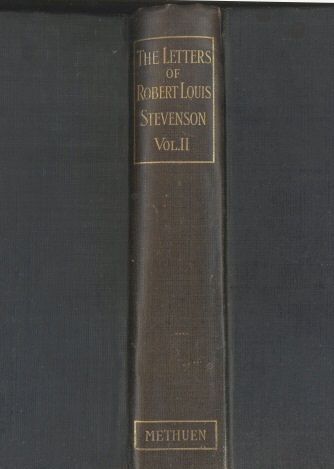 THE LETTERS
OF
ROBERT LOUIS
STEVENSON
VOL. II
METHUEN